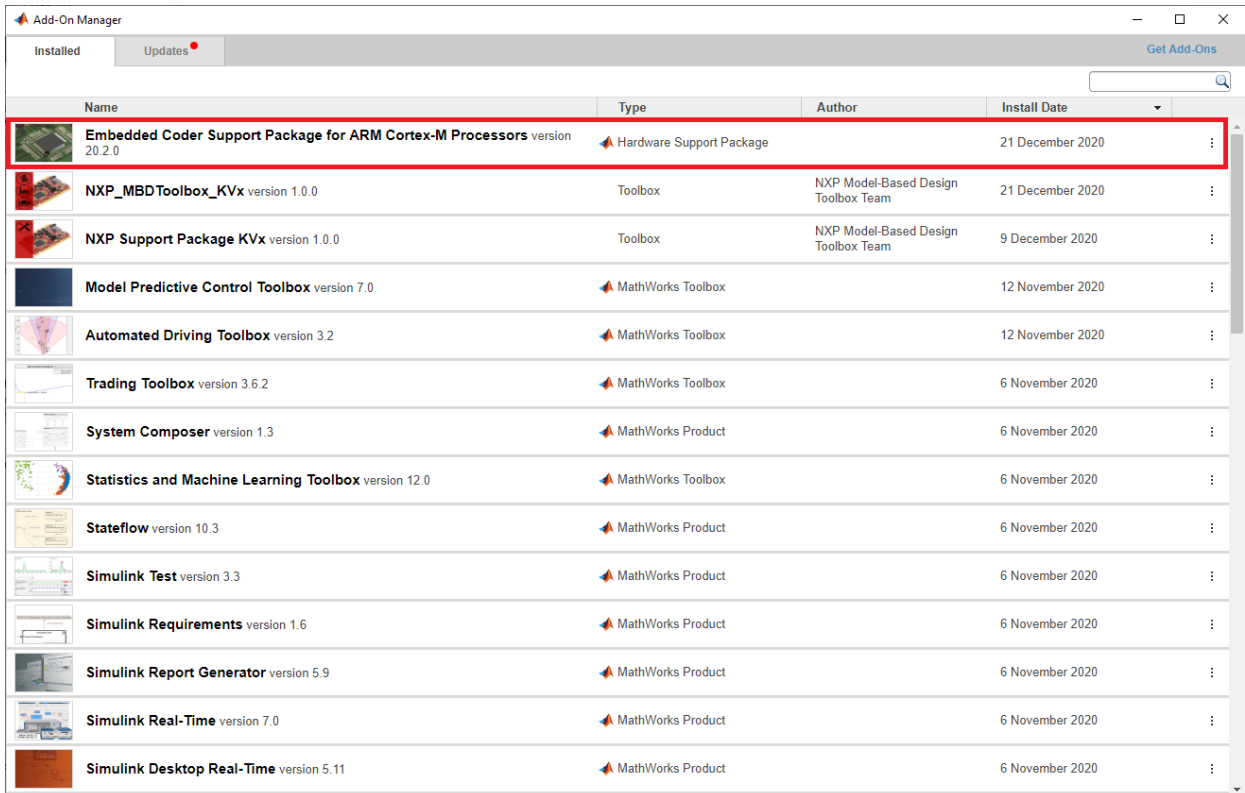 Add-On Manager
Installed
Updates
Get Add-Ons
Name Type Author Install Date
Embedded Coder Support Package for ARM Cortex-M Processors version
20.2.0
Hardware Support Package
21 December 2020
NXP_MBDToolbox_KVx version 1.0.0
Toolbox
NXP Model-Based Design
Toolbox Team
21 December 2020
NXP Support Package KVx version 1.0.0
Toolbox
NXP Model-Based Design
Toolbox Team
9 December 2020
Model Predictive Control Toolbox version 7.0
MathWorks Toolbox
12 November 2020
Automated Driving Toolbox version 3.2
MathWorks Toolbox
12 November 2020
Trading Toolbox version 3.6.2
MathWorks Toolbox
6 November 2020
System Composer version 1.3
MathWorks Product
6 November 2020
Statistics and Machine Learning Toolbox version 12.0
MathWorks Toolbox
6 November 2020
Stateflow version 10.3
MathWorks Product
6 November 2020
Simulink Test version 3.3
MathWorks Product
6 November 2020
Simulink Requirements version 1.6
MathWorks Product
6 November 2020
Simulink Report Generator version 5.9
MathWorks Product
6 November 2020
Simulink Real-Time version 7.0
MathWorks Product
6 November 2020
Simulink Desktop Real-Time version 5.11
MathWorks Product
6 November 2020